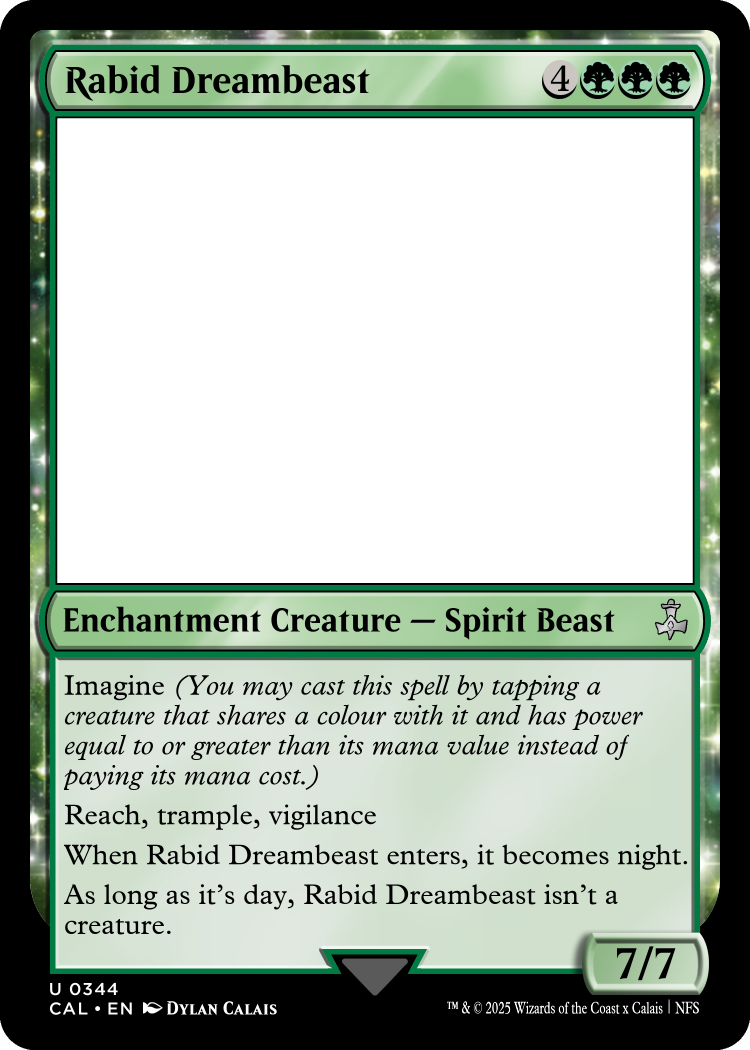 Rabid Dreambeast 4
Enchantment Creature — Spirit Beast
Imagine (You may cast this spell by tapping a
creature that shares a colour with it and has power
equal to or greater than its mana value instead of
paying its mana cost.)
Reach, trample, vigilance
When Rabid Dreambeast enters, it becomes night.
As long as it’s day, Rabid Dreambeast isn’t a
creature.
7/7
U 0344
CAL • EN Dylan Calais
™ & © 2025 Wizards of the Coast x Calais | NFS